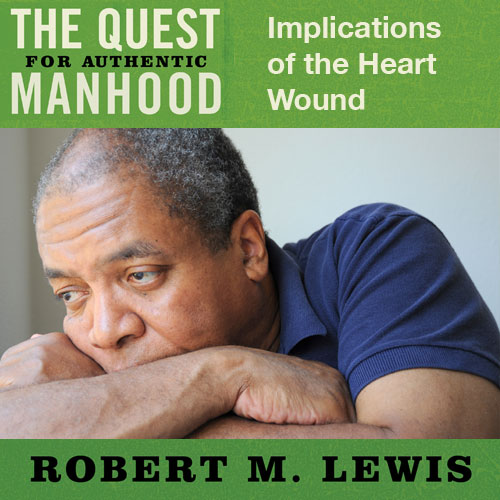 THE QUEST
FOR AUTHENTIC
MANHOOD
Implications
of the Heart
Wound
ROBERT M. LEWIS